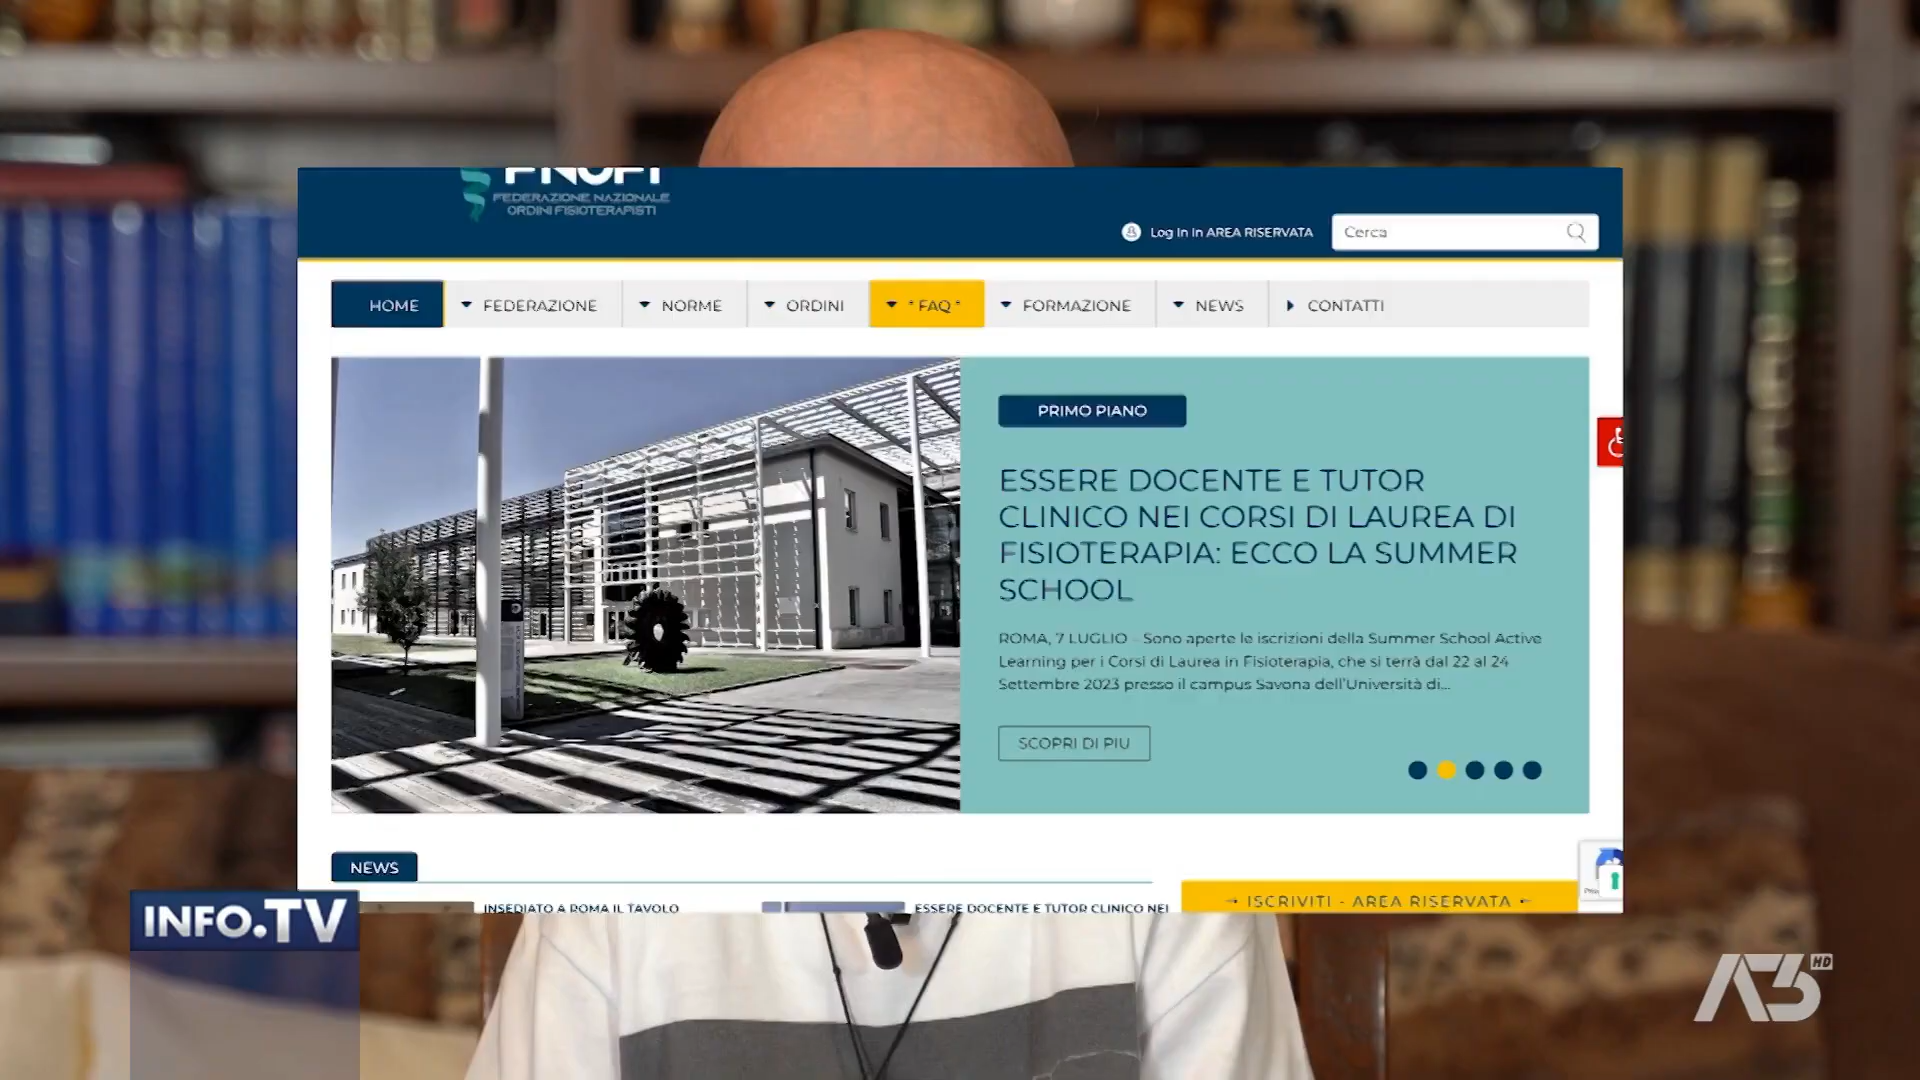 FNOFI
FEDERAZIONE NAZIONALE
ORDINI FISIOTERAPISTI
Log In in AREA RISERVATA
Cerca
HOME
FEDERAZIONE
NORME
ORDINI
* FAQ *
FORMAZIONE
NEWS
CONTATTI
PRIMO PIANO
ESSERE DOCENTE E TUTOR
CLINICO NEI CORSI DI LAUREA DI
FISIOTERAPIA: ECCO LA SUMMER
SCHOOL
ROMA, 7 LUGLIO - Sono aperte le iscrizioni della Summer School Active
Learning per i Corsi di Laurea in Fisioterapia, che si terrà dal 22 al 24
Settembre 2023 presso il campus Savona dell'Università di...
SCOPRI DI PIU
NEWS
INSEDIATO A ROMA IL TAVOLO
ESSERE DOCENTE E TUTOR CLINICO NEI
ISCRIVITI - AREA RISERVATA
INFO.TV
A3 HD